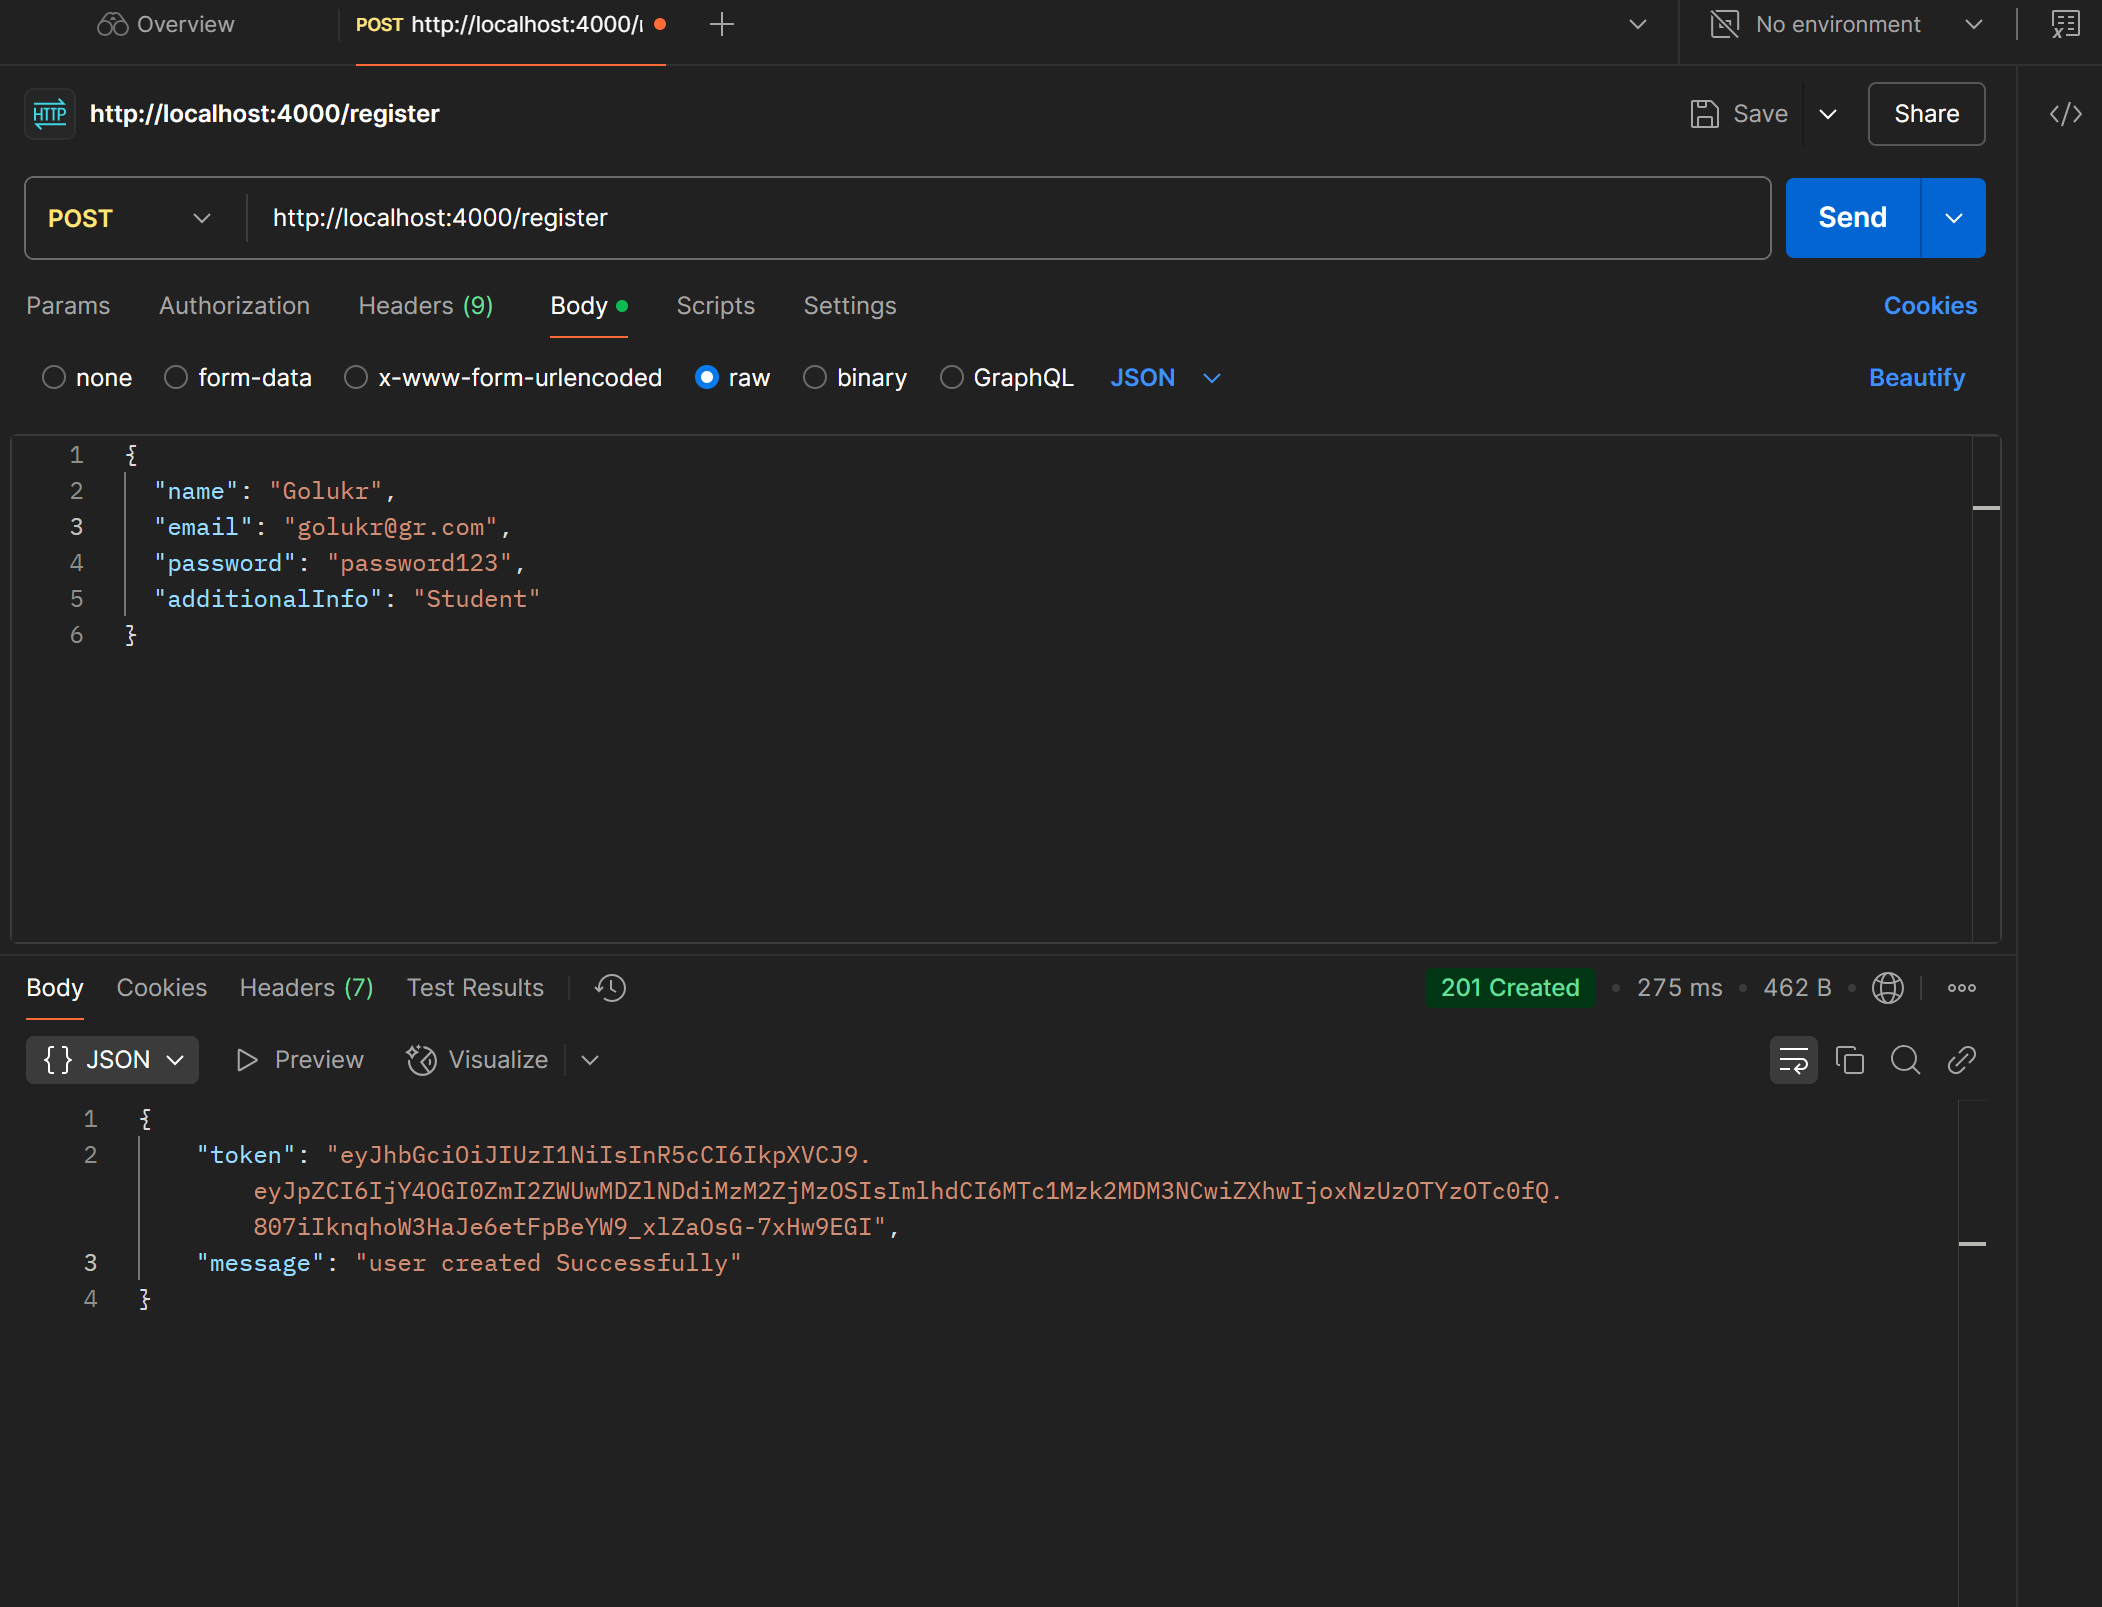 Overview
POST http://localhost:4000/
No environment
HTTP http://localhost:4000/register
Save
Share
POST http://localhost:4000/register
Send
Params Authorization Headers (9) Body Scripts Settings Cookies
none form-data x-www-form-urlencoded raw binary GraphQL JSON Beautify
1 {
2 "name": "Golukr",
3 "email": "golukr@gr.com",
4 "password": "password123",
5 "additionalInfo": "Student"
6 }
Body Cookies Headers (7) Test Results 201 Created • 275 ms • 462 B •
{} JSON Preview Visualize
1 {
2 "token": "eyJhbGciOiJIUzI1NiIsInR5cCI6IkpXVCJ9.
eyJpZCI6IjY4OGI0ZmI2ZWUwMDZlNDdiMzM2ZjMzOSIsImlhdCI6MTc1Mzk2MDM3NCwiZXhwIjoxNzUzOTYzOTc0fQ.
807iIknqhoW3HaJe6etFpBeYW9_xlZaOsG-7xHw9EGI",
3 "message": "user created Successfully"
4 }